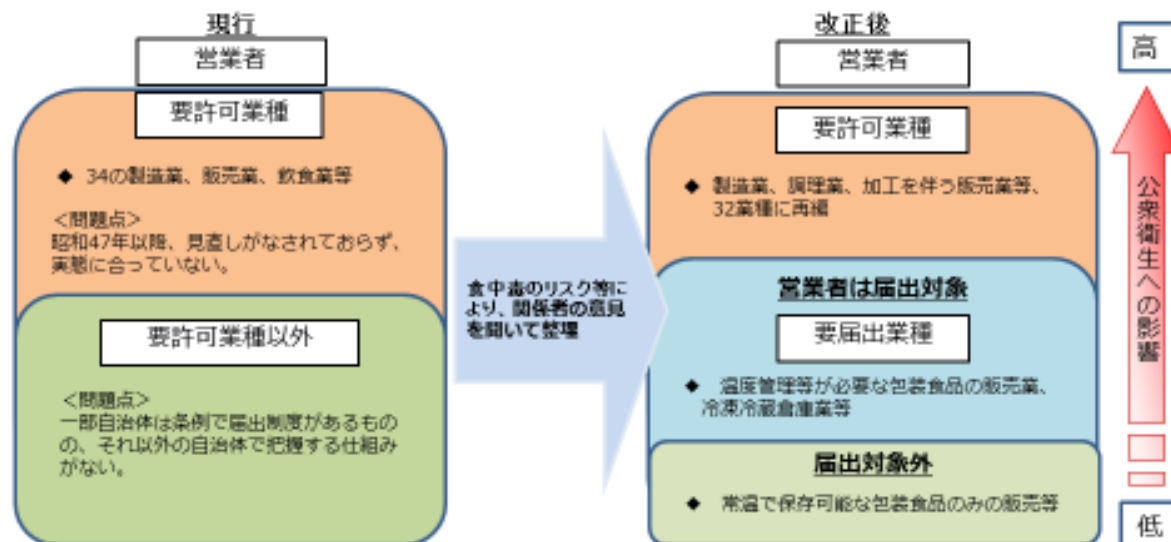 現行
営業者
要許可業種
◆ 34の製造業、販売業、飲食業等
＜問題点＞
昭和47年以降、見直しがなされておらず、
実態に合っていない。
要許可業種以外
＜問題点＞
一部自治体は条例で届出制度があるもの
の、それ以外の自治体で把握する仕組み
がない。
食中毒のリスク等に
より、関係者の意見
を聞いて整理
改正後
営業者
要許可業種
◆ 製造業、調理業、加工を伴う販売業等、
32業種に再編
営業者は届出対象
要届出業種
◆ 温度管理等が必要な包装食品の販売業、
冷凍冷蔵倉庫業等
届出対象外
◆ 常温で保存可能な包装食品のみの販売等
高
公衆衛生への影響
低